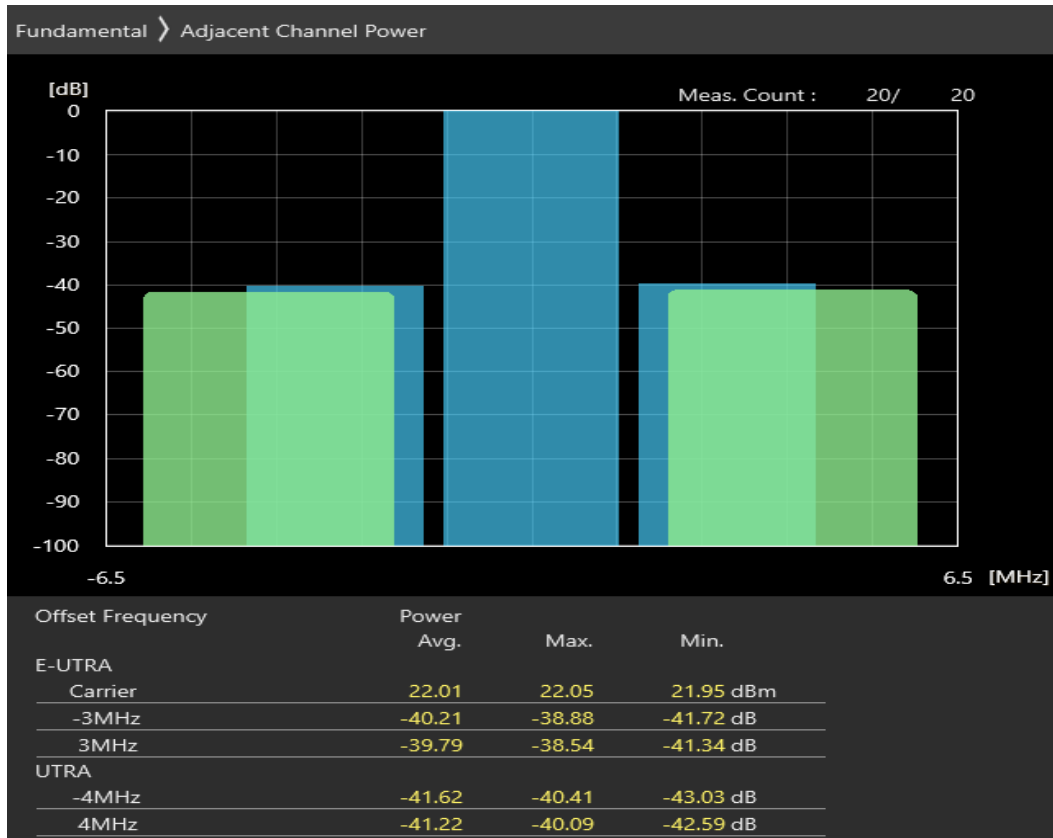 Fundamental ❭ Adjacent Channel Power
[dB]
Meas. Count : 20/ 20
0
-10
-20
-30
-40
-50
-60
-70
-80
-90
-100
-6.5 6.5 [MHz]
Offset Frequency Power
Avg. Max. Min.
E-UTRA
Carrier 22.01 22.05 21.95 dBm
-3MHz -40.21 -38.88 -41.72 dB
3MHz -39.79 -38.54 -41.34 dB
UTRA
-4MHz -41.62 -40.41 -43.03 dB
4MHz -41.22 -40.09 -42.59 dB